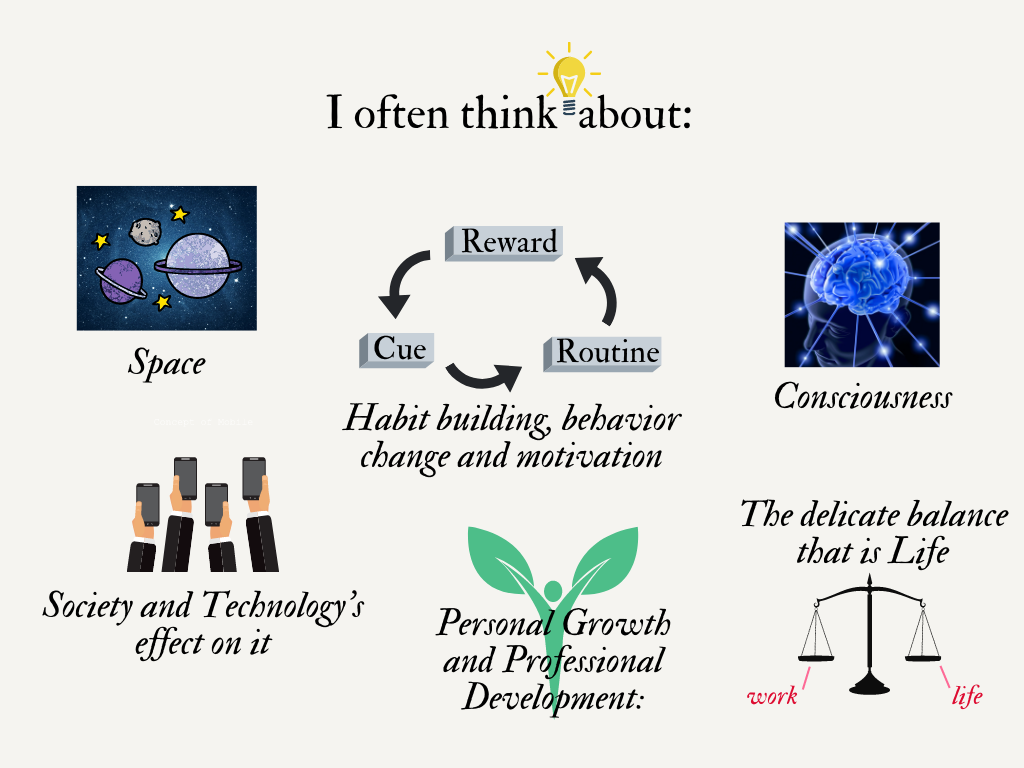 I often think about:
Space
Reward
Cue
Routine
Habit building, behavior
change and motivation
Consciousness
Society and Technology's
effect on it
Personal Growth
and Professional
Development:
The delicate balance
that is Life
work
life